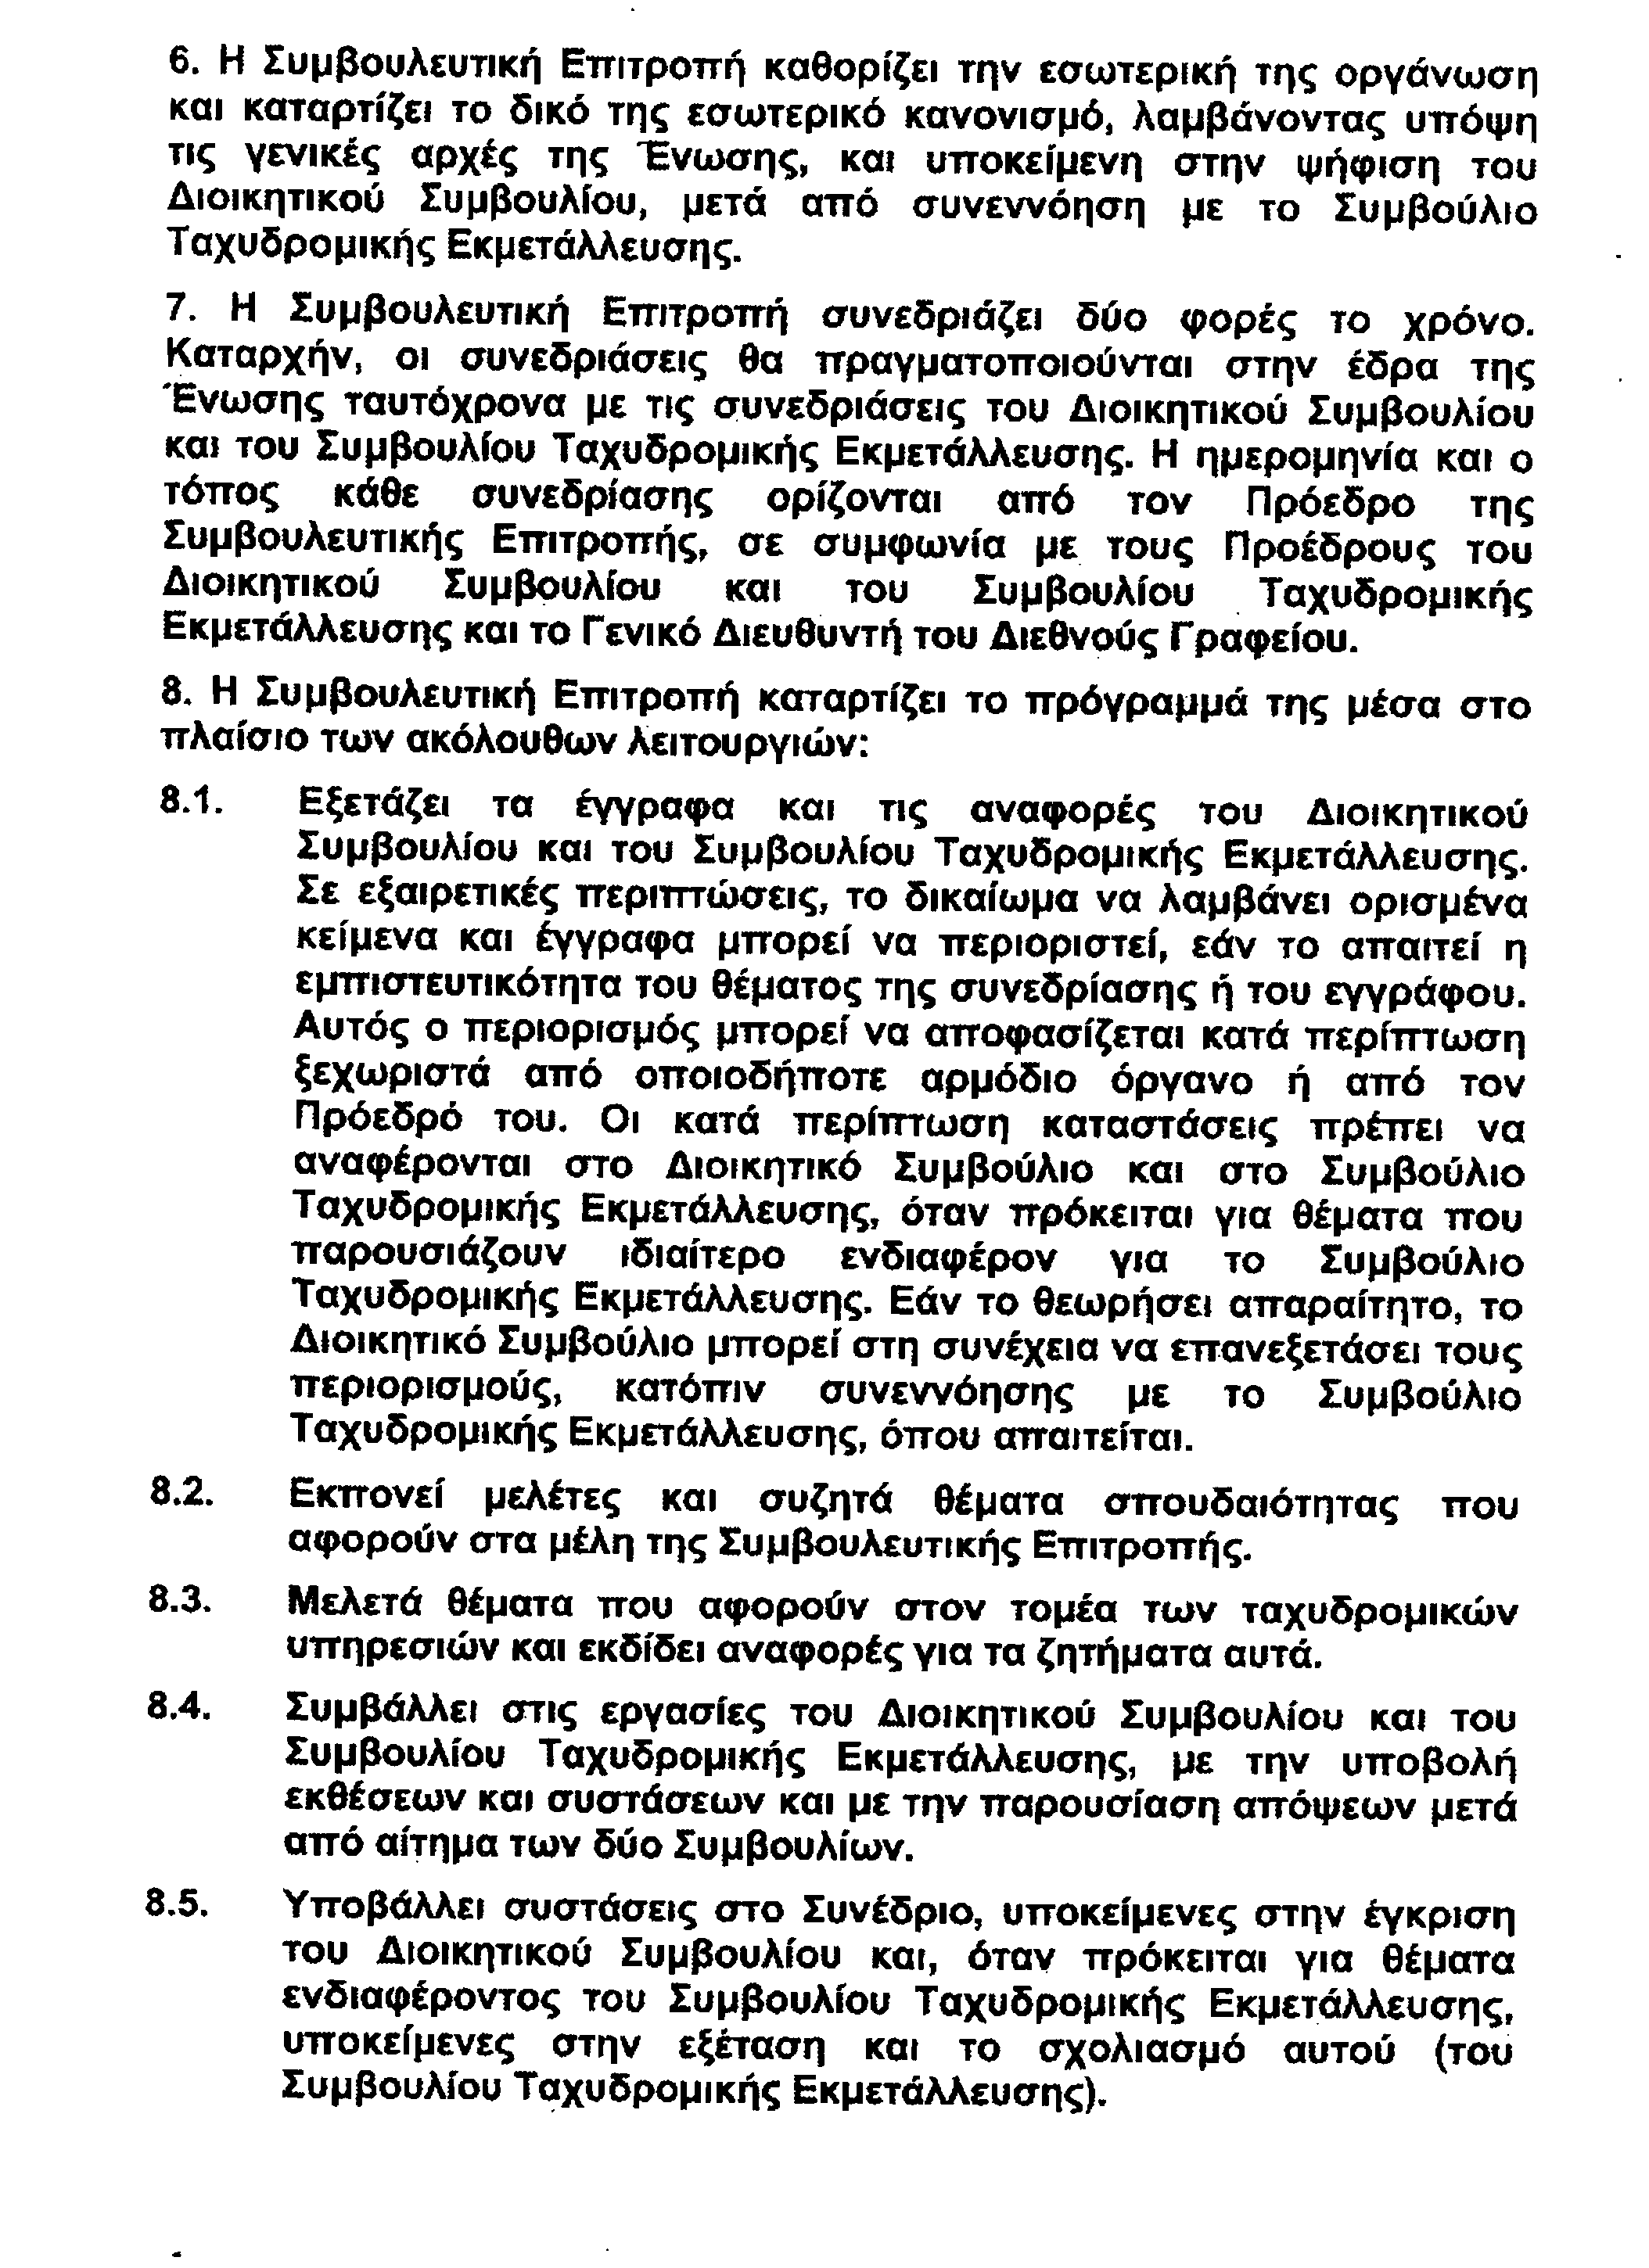 6. Η Συμβουλευτική Επιτροπή καθορίζει την εσωτερική της οργάνωση
και καταρτίζει το δικό της εσωτερικό κανονισμό, λαμβάνοντας υπόψη
τις γενικές αρχές της Ένωσης, και υποκείμενη στην ψήφιση του
Διοικητικού Συμβουλίου, μετά από συνεννόηση με το Συμβούλιο
Ταχυδρομικής Εκμετάλλευσης.
7. Η Συμβουλευτική Επιτροπή συνεδριάζει δύο φορές το χρόνο.
Καταρχήν, οι συνεδριάσεις θα πραγματοποιούνται στην έδρα της
Ένωσης ταυτόχρονα με τις συνεδριάσεις του Διοικητικού Συμβουλίου
και του Συμβουλίου Ταχυδρομικής Εκμετάλλευσης. Η ημερομηνία και ο
τόπος κάθε συνεδρίασης ορίζονται από τον Πρόεδρο της
Συμβουλευτικής Επιτροπής, σε συμφωνία με τους Προέδρους του
Διοικητικού Συμβουλίου και του Συμβουλίου Ταχυδρομικής
Εκμετάλλευσης και το Γενικό Διευθυντή του Διεθνούς Γραφείου.
8. Η Συμβουλευτική Επιτροπή καταρτίζει το πρόγραμμά της μέσα στο
πλαίσιο των ακόλουθων λειτουργιών:
8.1. Εξετάζει τα έγγραφα και τις αναφορές του Διοικητικού
Συμβουλίου και του Συμβουλίου Ταχυδρομικής Εκμετάλλευσης.
Σε εξαιρετικές περιπτώσεις, το δικαίωμα να λαμβάνει ορισμένα
κείμενα και έγγραφα μπορεί να περιοριστεί, εάν το απαιτεί η
εμπιστευτικότητα του θέματος της συνεδρίασης ή του εγγράφου.
Αυτός ο περιορισμός μπορεί να αποφασίζεται κατά περίπτωση
ξεχωριστά από οποιοδήποτε αρμόδιο όργανο ή από τον
Πρόεδρό του. Οι κατά περίπτωση καταστάσεις πρέπει να
αναφέρονται στο Διοικητικό Συμβούλιο και στο Συμβούλιο
Ταχυδρομικής Εκμετάλλευσης, όταν πρόκειται για θέματα που
παρουσιάζουν ιδιαίτερο ενδιαφέρον για το Συμβούλιο
Ταχυδρομικής Εκμετάλλευσης. Εάν το θεωρήσει απαραίτητο, το
Διοικητικό Συμβούλιο μπορεί στη συνέχεια να επανεξετάσει τους
περιορισμούς, κατόπιν συνεννόησης με το Συμβούλιο
Ταχυδρομικής Εκμετάλλευσης, όπου απαιτείται.
8.2. Εκπονεί μελέτες και συζητά θέματα σπουδαιότητας που
αφορούν στα μέλη της Συμβουλευτικής Επιτροπής.
8.3. Μελετά θέματα που αφορούν στον τομέα των ταχυδρομικών
υπηρεσιών και εκδίδει αναφορές για τα ζητήματα αυτά.
8.4. Συμβάλλει στις εργασίες του Διοικητικού Συμβουλίου και του
Συμβουλίου Ταχυδρομικής Εκμετάλλευσης, με την υποβολή
εκθέσεων και συστάσεων και με την παρουσίαση απόψεων μετά
από αίτημα των δύο Συμβουλίων.
8.5. Υποβάλλει συστάσεις στο Συνέδριο, υποκείμενες στην έγκριση
του Διοικητικού Συμβουλίου και, όταν πρόκειται για θέματα
ενδιαφέροντος του Συμβουλίου Ταχυδρομικής Εκμετάλλευσης,
υποκείμενες στην εξέταση και το σχολιασμό αυτού (του
Συμβουλίου Ταχυδρομικής Εκμετάλλευσης).